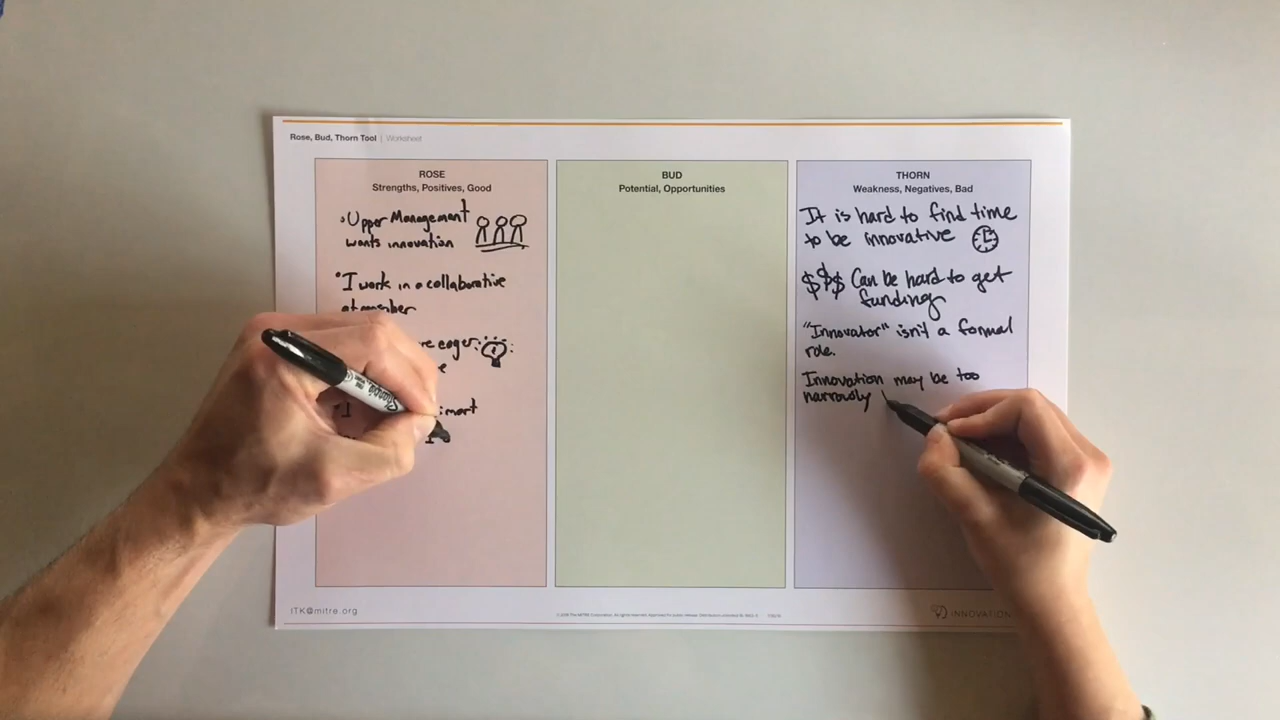 Rose, Bud, Thorn Tool | Worksheet
ROSE
Strengths, Positives, Good
•Upper Management
wants innovation
•I work in a collaborative
BUD
Potential, Opportunities
THORN
Weakness, Negatives, Bad
It is hard to find time
to be innovative
$$$ Can be hard to get
funding
"Innovator" isn't a formal
role.
Innovation may be too
narrowly
Sharpie
ITK@mitre.org
INNOVATION